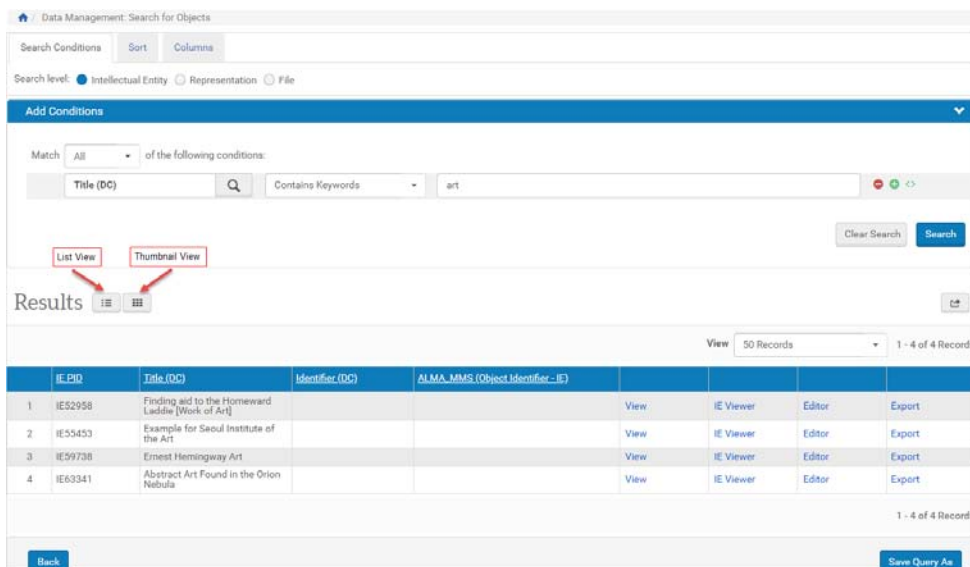 / Data Management: Search for Objects
Search Conditions Sort Columns
Search level: Intellectual Entity Representation File
Add Conditions
Match All of the following conditions:
Title (DC) Contains Keywords art
Clear Search Search
List View Thumbnail View
Results
View 50 Records 1 - 4 of 4 Record
IE PID Title (DC) Identifier (DC) ALMA_MMS (Object Identifier - IE)
1 IE52958 Finding aid to the Homeward Laddie [Work of Art] View IE Viewer Editor Export
2 IE55453 Example for Seoul Institute of the Art View IE Viewer Editor Export
3 IE59738 Ernest Hemingway Art View IE Viewer Editor Export
4 IE63341 Abstract Art Found in the Orion Nebula View IE Viewer Editor Export
1 - 4 of 4 Record
Back Save Query As